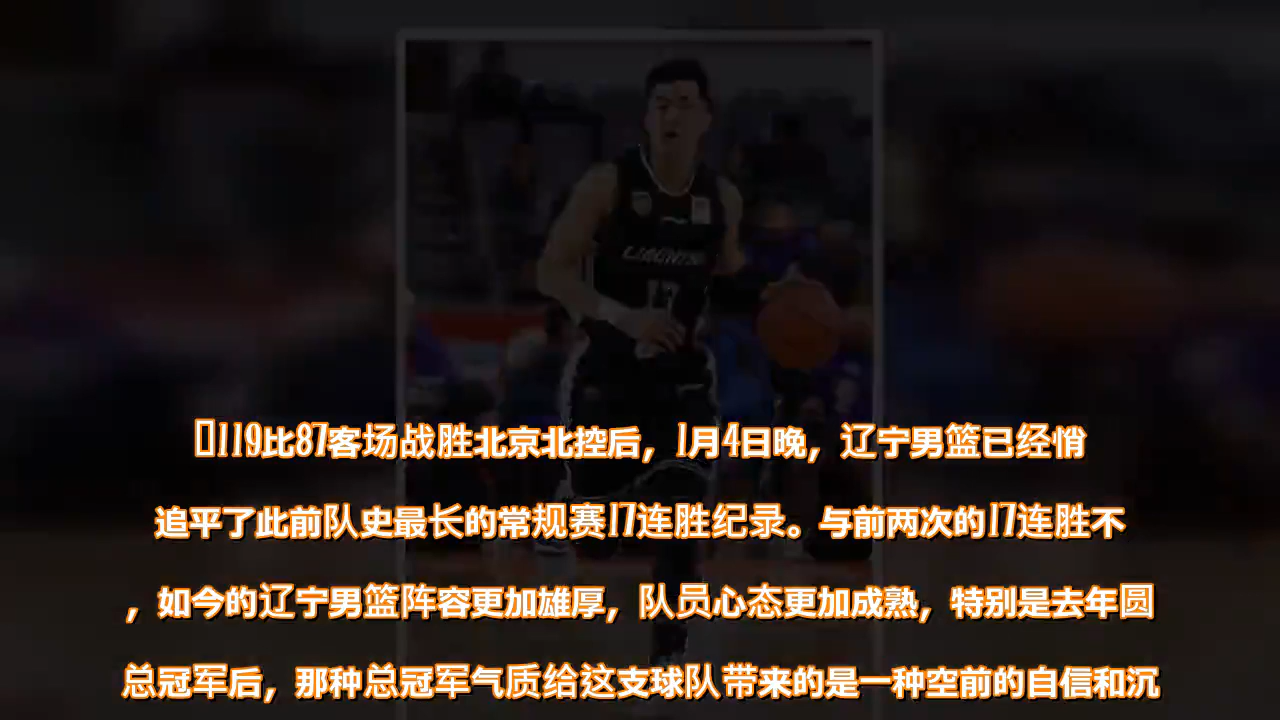 119比87客场战胜北京北控后，1月4日晚，辽宁男篮已经悄
追平了此前队史最长的常规赛17连胜纪录。与前两次的17连胜不
，如今的辽宁男篮阵容更加雄厚，队员心态更加成熟，特别是去年圆
总冠军后，那种总冠军气质给这支球队带来的是一种空前的自信和沉
LIAONING
17